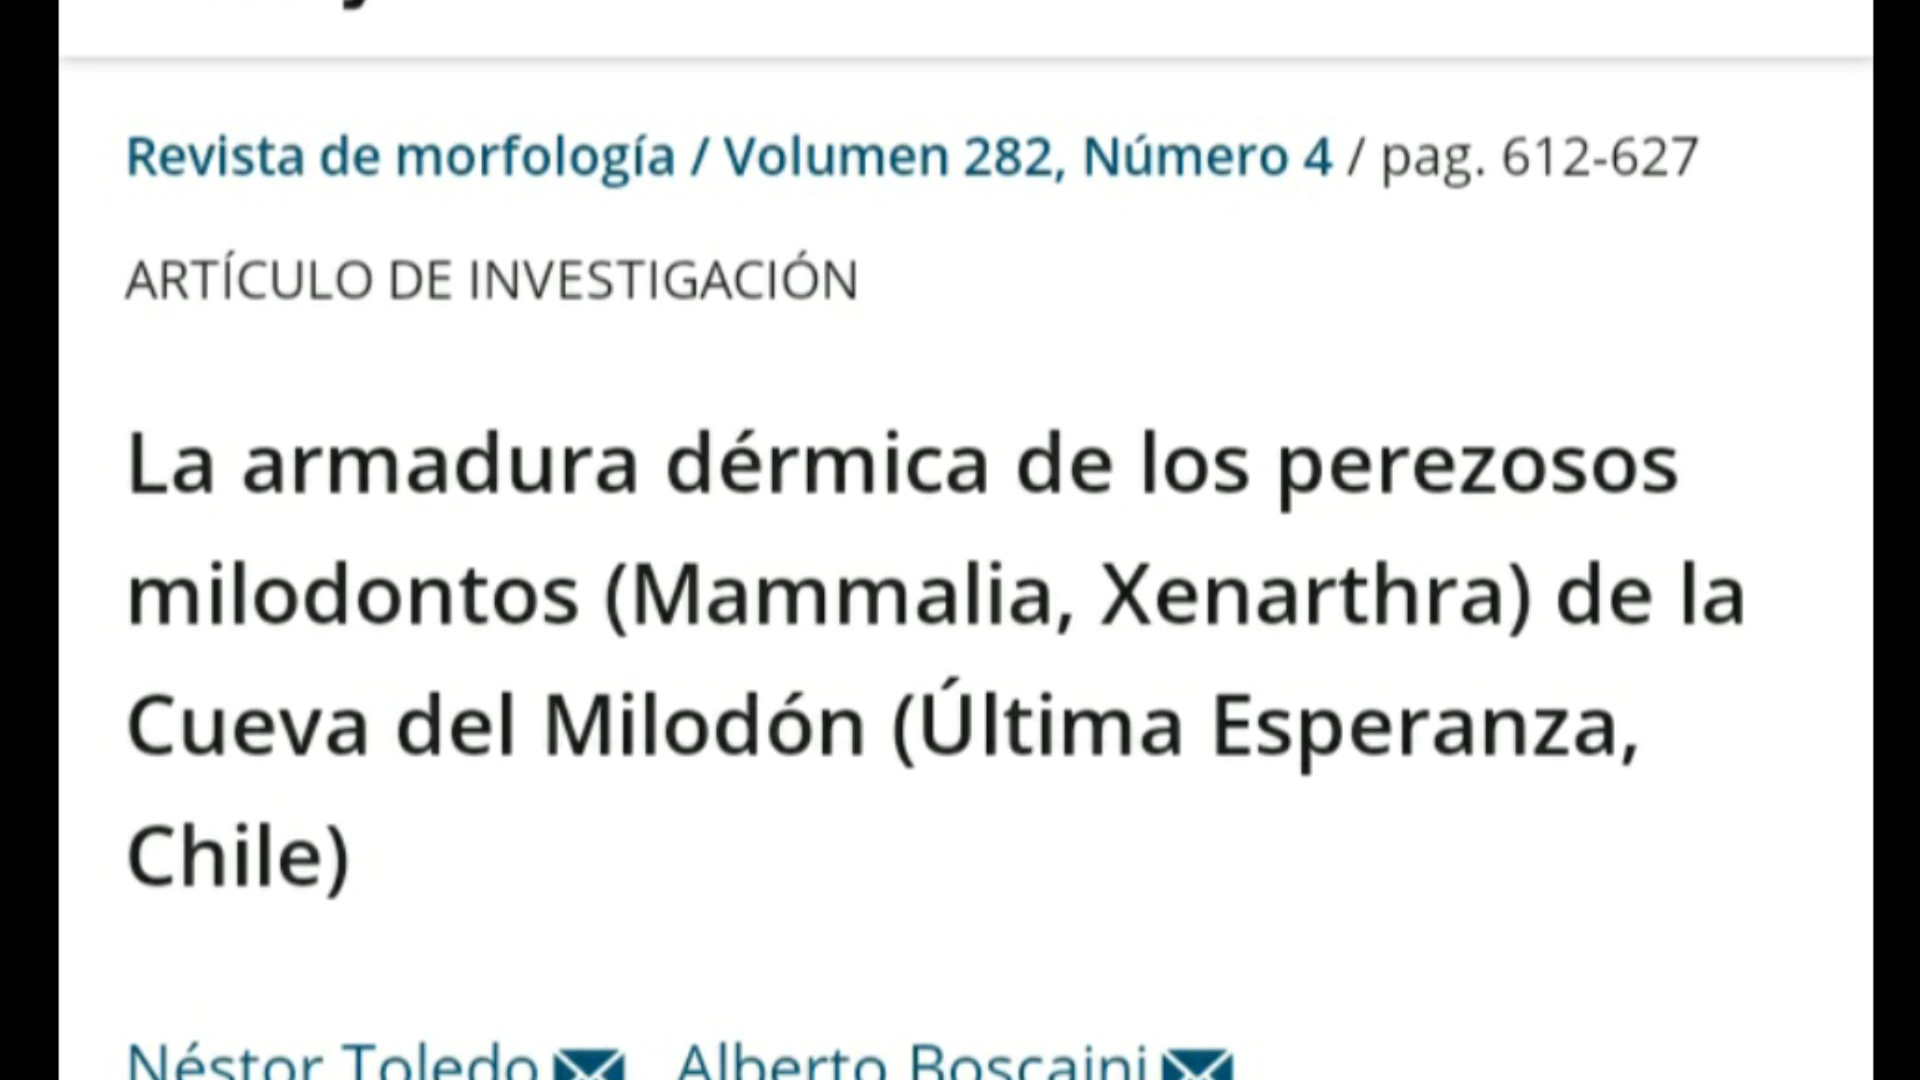 Revista de morfología / Volumen 282, Número 4 / pag. 612-627
ARTÍCULO DE INVESTIGACIÓN
La armadura dérmica de los perezosos
milodontos (Mammalia, Xenarthra) de la
Cueva del Milodón (Última Esperanza,
Chile)
Néstor Toledo Alberto Boscaini